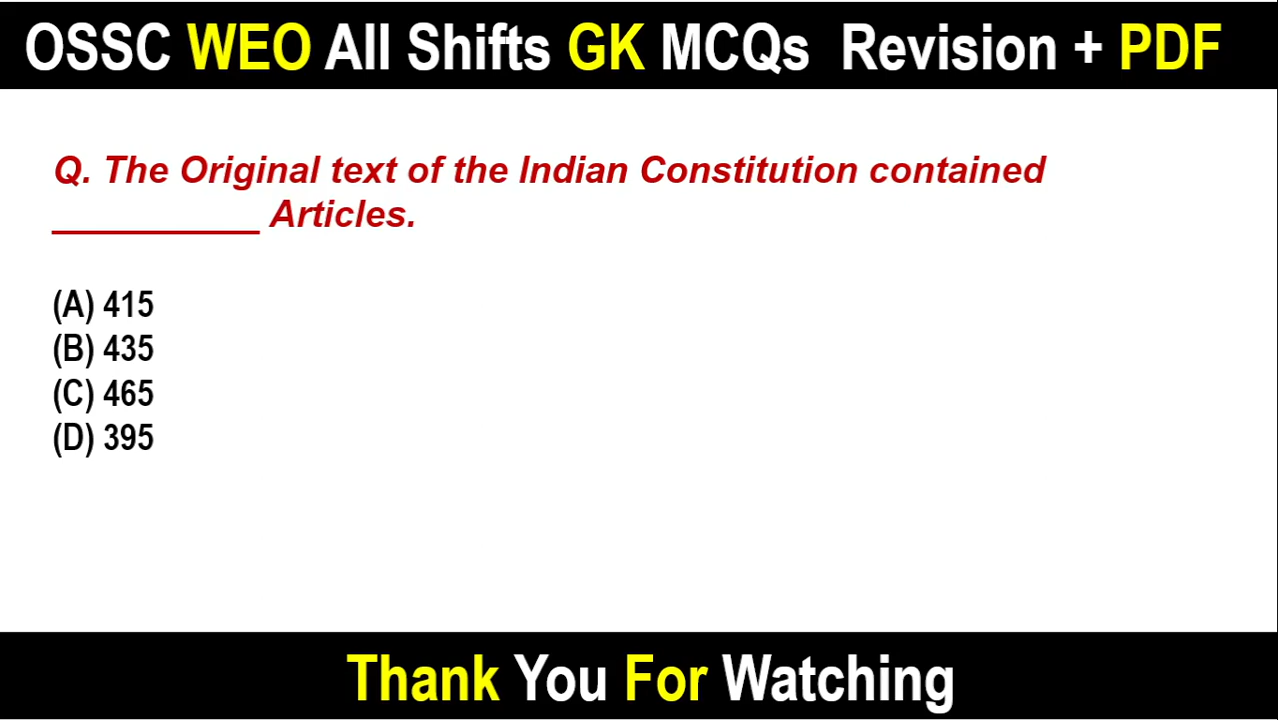 OSSC WEO All Shifts GK MCQs Revision + PDF
Q. The Original text of the Indian Constitution contained
__________ Articles.
(A) 415
(B) 435
(C) 465
(D) 395
Thank You For Watching